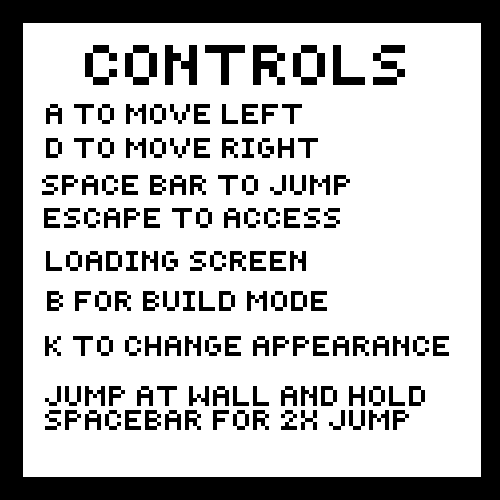 CONTROLS
A TO MOVE LEFT
D TO MOVE RIGHT
SPACE BAR TO JUMP
ESCAPE TO ACCESS
LOADING SCREEN
B FOR BUILD MODE
K TO CHANGE APPEARANCE
JUMP AT WALL AND HOLD
SPACEBAR FOR 2X JUMP